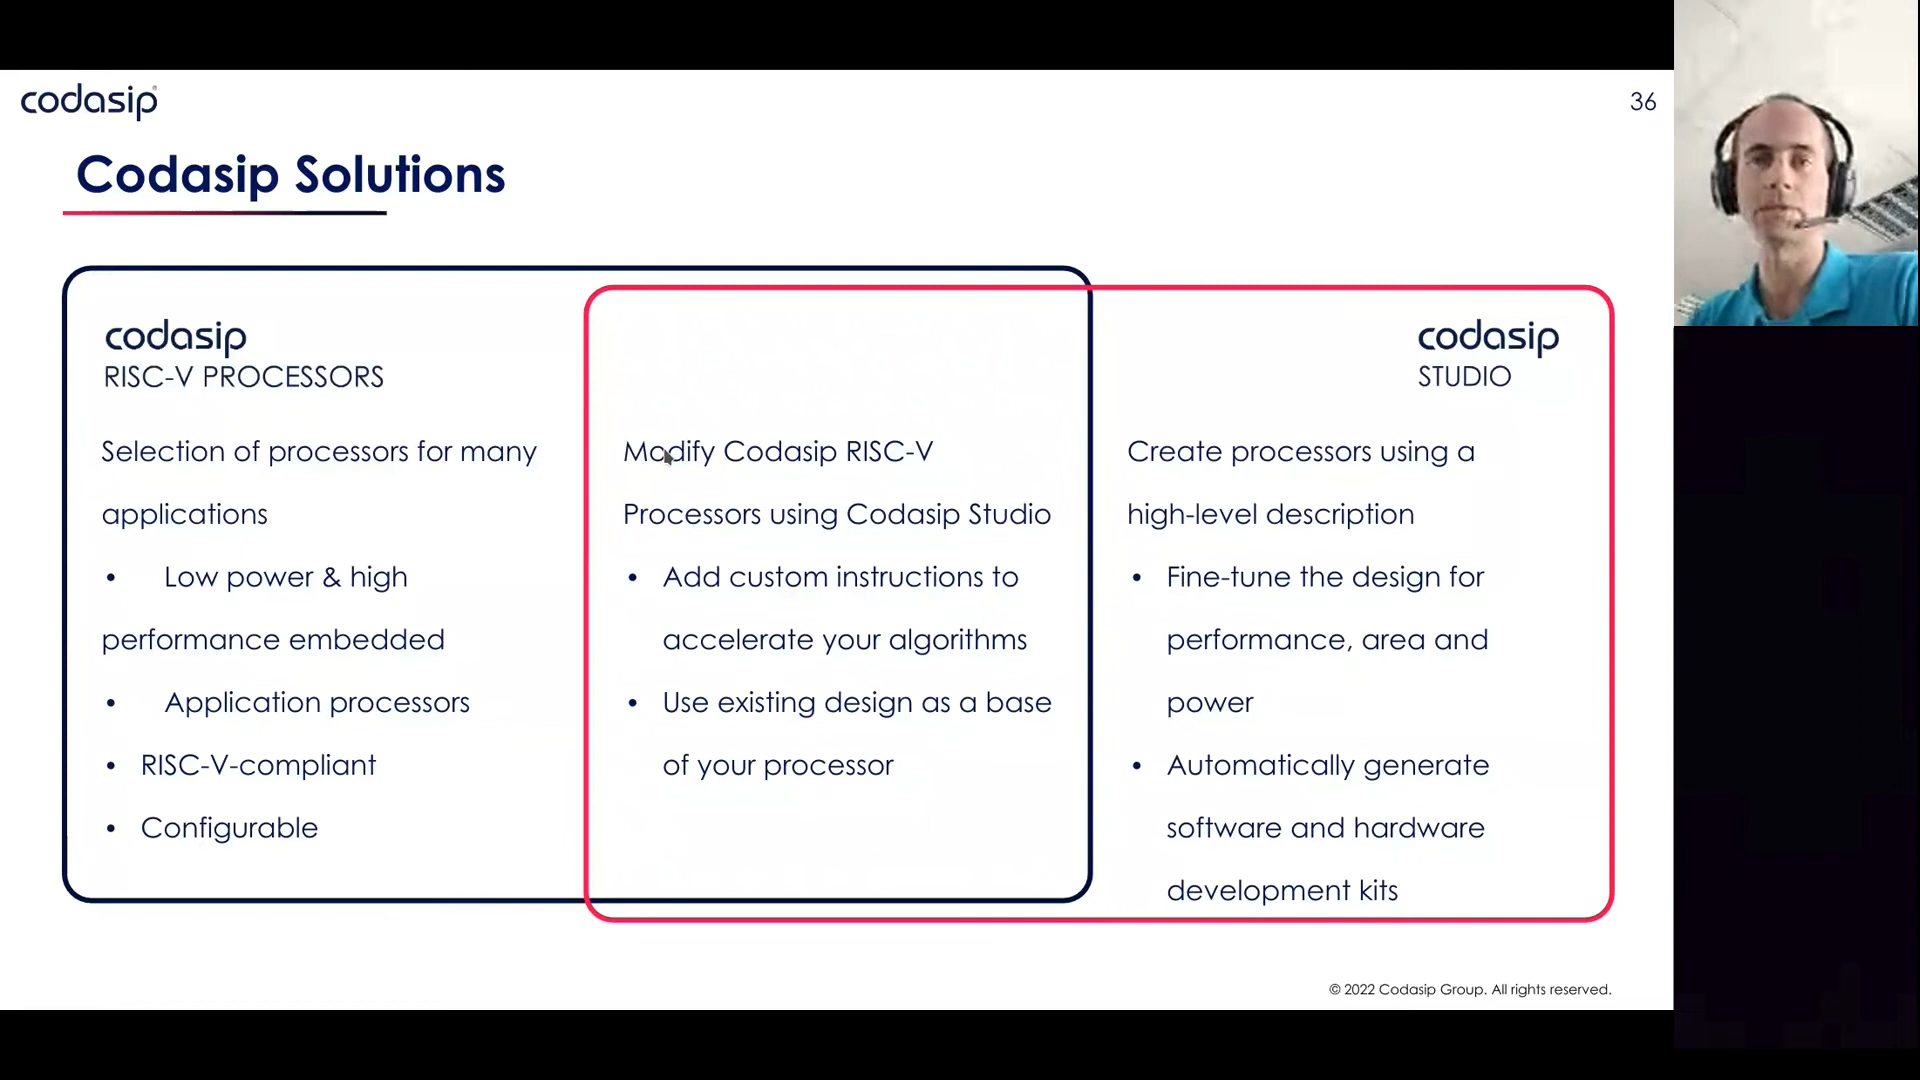 codasip
36
Codasip Solutions
codasip
RISC-V PROCESSORS
Selection of processors for many
applications
• Low power & high
performance embedded
• Application processors
• RISC-V-compliant
• Configurable
Modify Codasip RISC-V
Processors using Codasip Studio
• Add custom instructions to
accelerate your algorithms
• Use existing design as a base
of your processor
codasip
STUDIO
Create processors using a
high-level description
• Fine-tune the design for
performance, area and
power
• Automatically generate
software and hardware
development kits
© 2022 Codasip Group. All rights reserved.